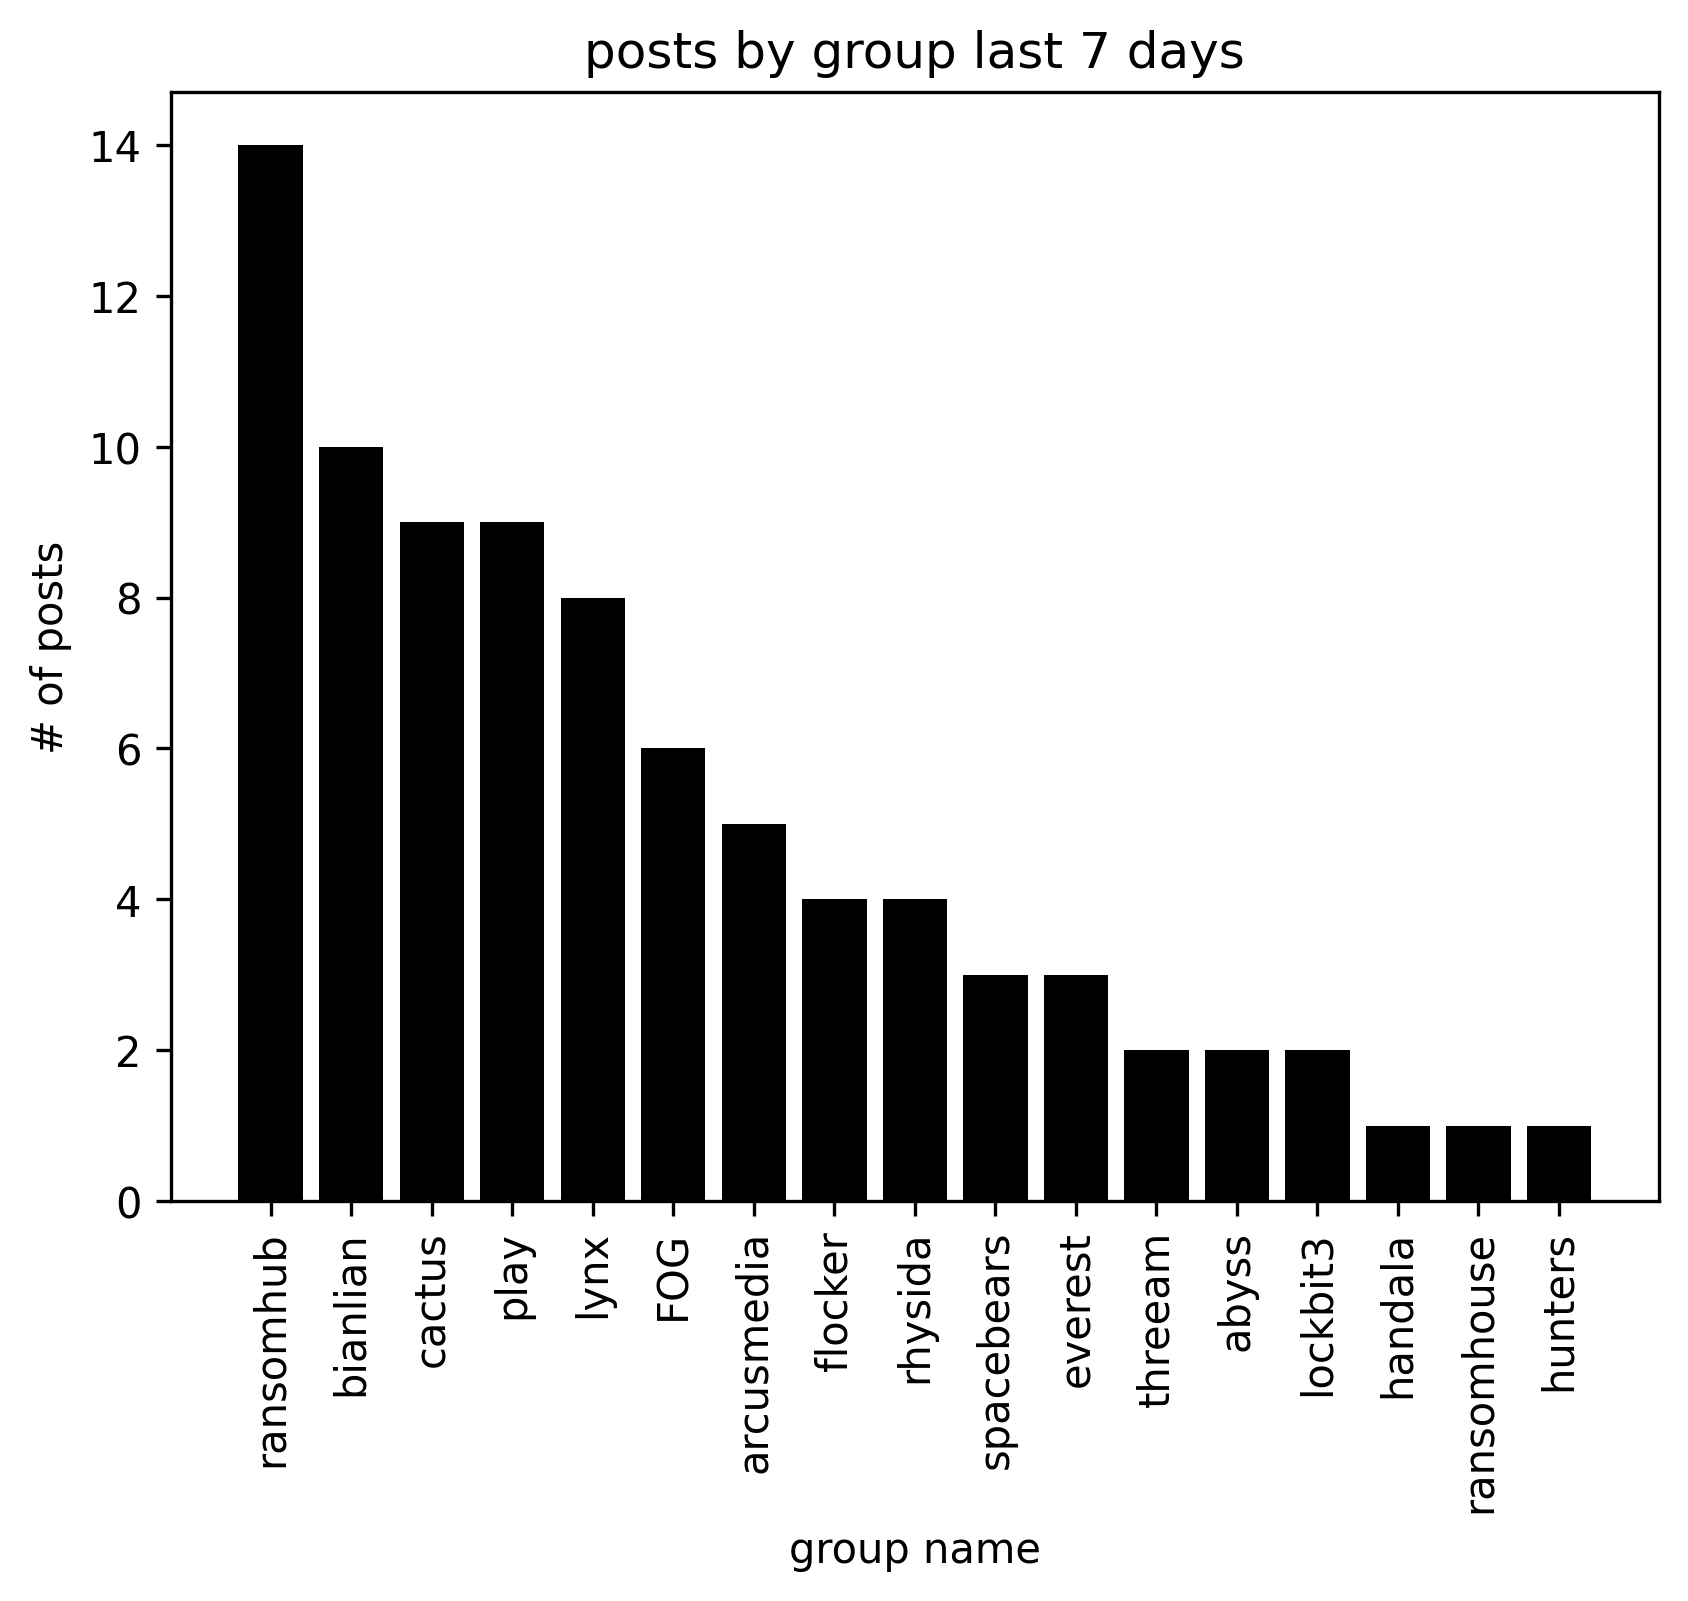 posts by group last 7 days
14
12
10
8
6
4
2
0
# of posts
ransomhub
bianlian
cactus
play
lynx
FOG
arcusmedia
flocker
rhysida
spacebears
everest
threeam
abyss
lockbit3
handala
ransomhouse
hunters
group name